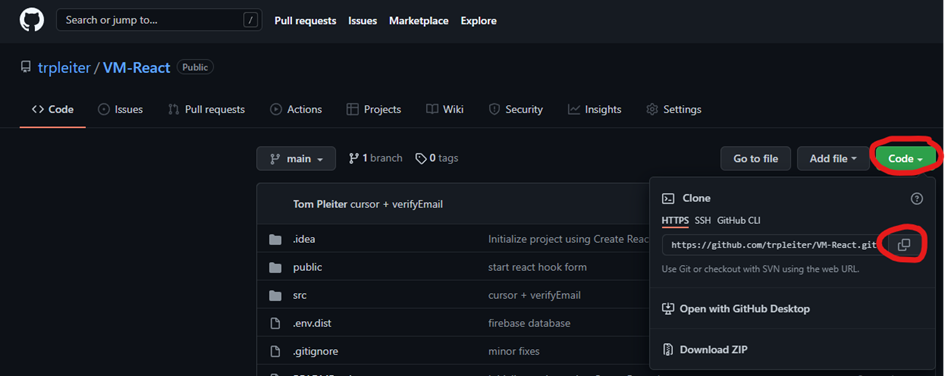 Search or jump to... / Pull requests Issues Marketplace Explore
trpleiter / VM-React Public
Code Issues Pull requests Actions Projects Wiki Security Insights Settings
main 1 branch 0 tags Go to file Add file Code
Tom Pleiter cursor + verifyEmail
.idea Initialize project using Create Reac
public start react hook form
src cursor + verifyEmail
.env.dist firebase database
.gitignore minor fixes
Clone
HTTPS SSH GitHub CLI
https://github.com/trpleiter/VM-React.git
Use Git or checkout with SVN using the web URL.
Open with GitHub Desktop
Download ZIP